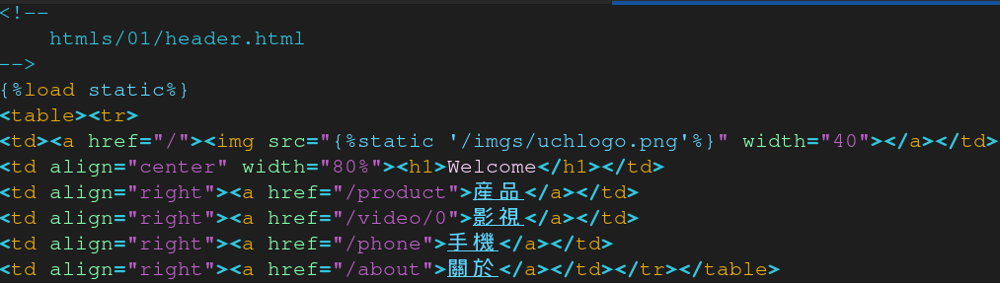 <!--
    htmls/01/header.html
-->
{%load static%}
<table><tr>
<td><a href="/"><img src="{%static '/imgs/uchlogo.png'%}" width="40"></a></td>
<td align="center" width="80%"><h1>Welcome</h1></td>
<td align="right"><a href="/product">産品</a></td>
<td align="right"><a href="/video/0">影視</a></td>
<td align="right"><a href="/phone">手機</a></td>
<td align="right"><a href="/about">關於</a></td></tr></table>